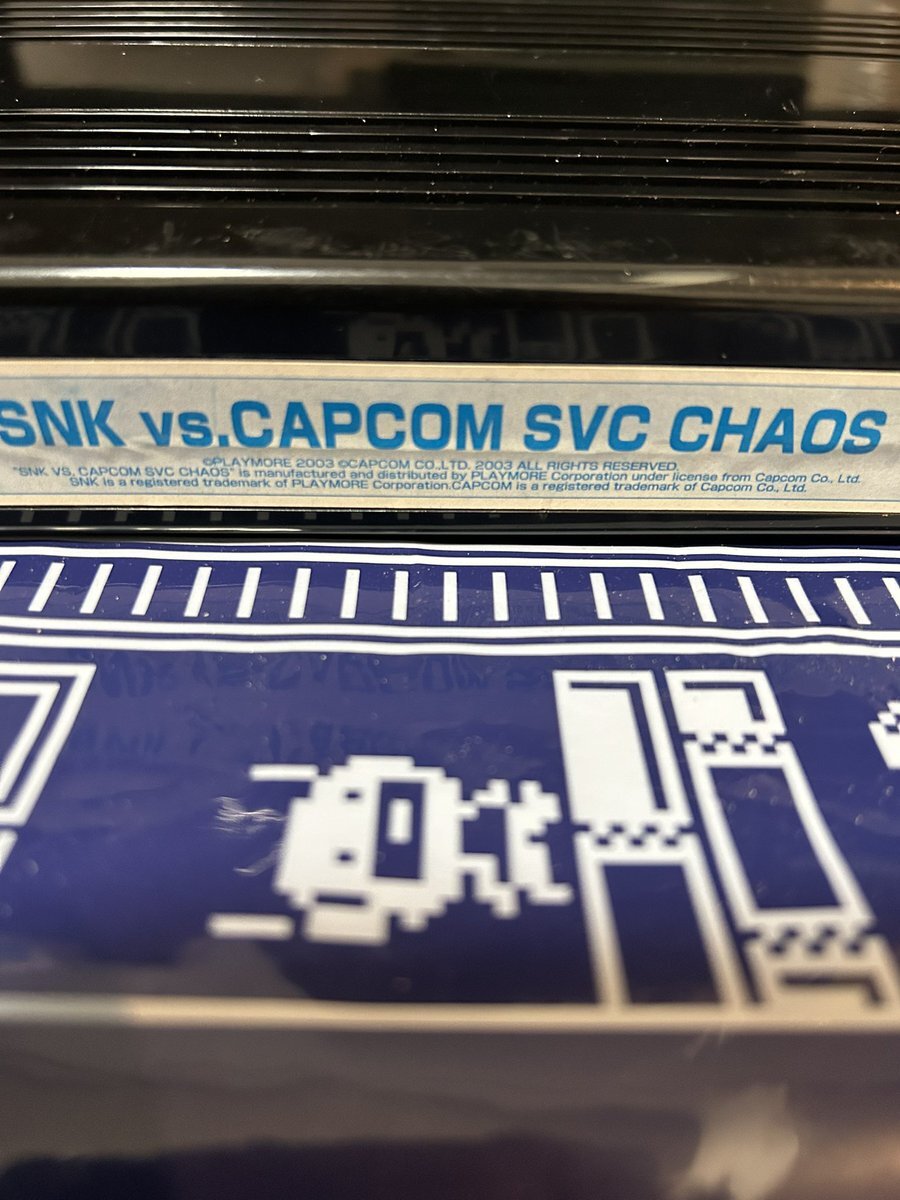 SNK vs.CAPCOM SVC CHAOS
©PLAYMORE 2003 ©CAPCOM CO.,LTD. 2003 ALL RIGHTS RESERVED.
"SNK VS. CAPCOM SVC CHAOS" is manufactured and distributed by PLAYMORE Corporation under license from Capcom Co., Ltd.
SNK is a registered trademark of PLAYMORE Corporation.CAPCOM is a registered trademark of Capcom Co., Ltd.